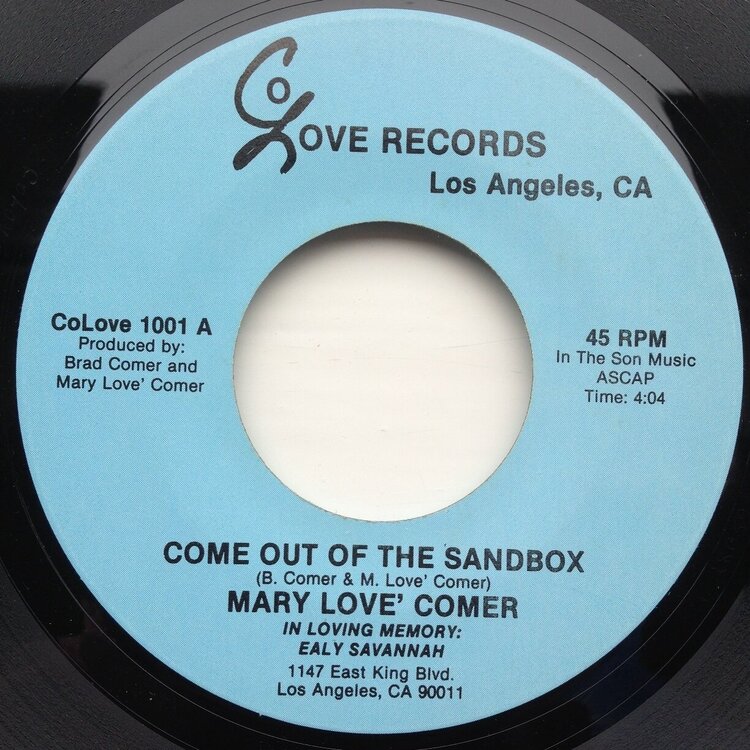 CoLove Records
Los Angeles, CA
CoLove 1001 A
Produced by:
Brad Comer and
Mary Love' Comer
45 RPM
In The Son Music
ASCAP
Time: 4:04
COME OUT OF THE SANDBOX
(B. Comer & M. Love' Comer)
MARY LOVE' COMER
IN LOVING MEMORY:
EALY SAVANNAH
1147 East King Blvd.
Los Angeles, CA 90011